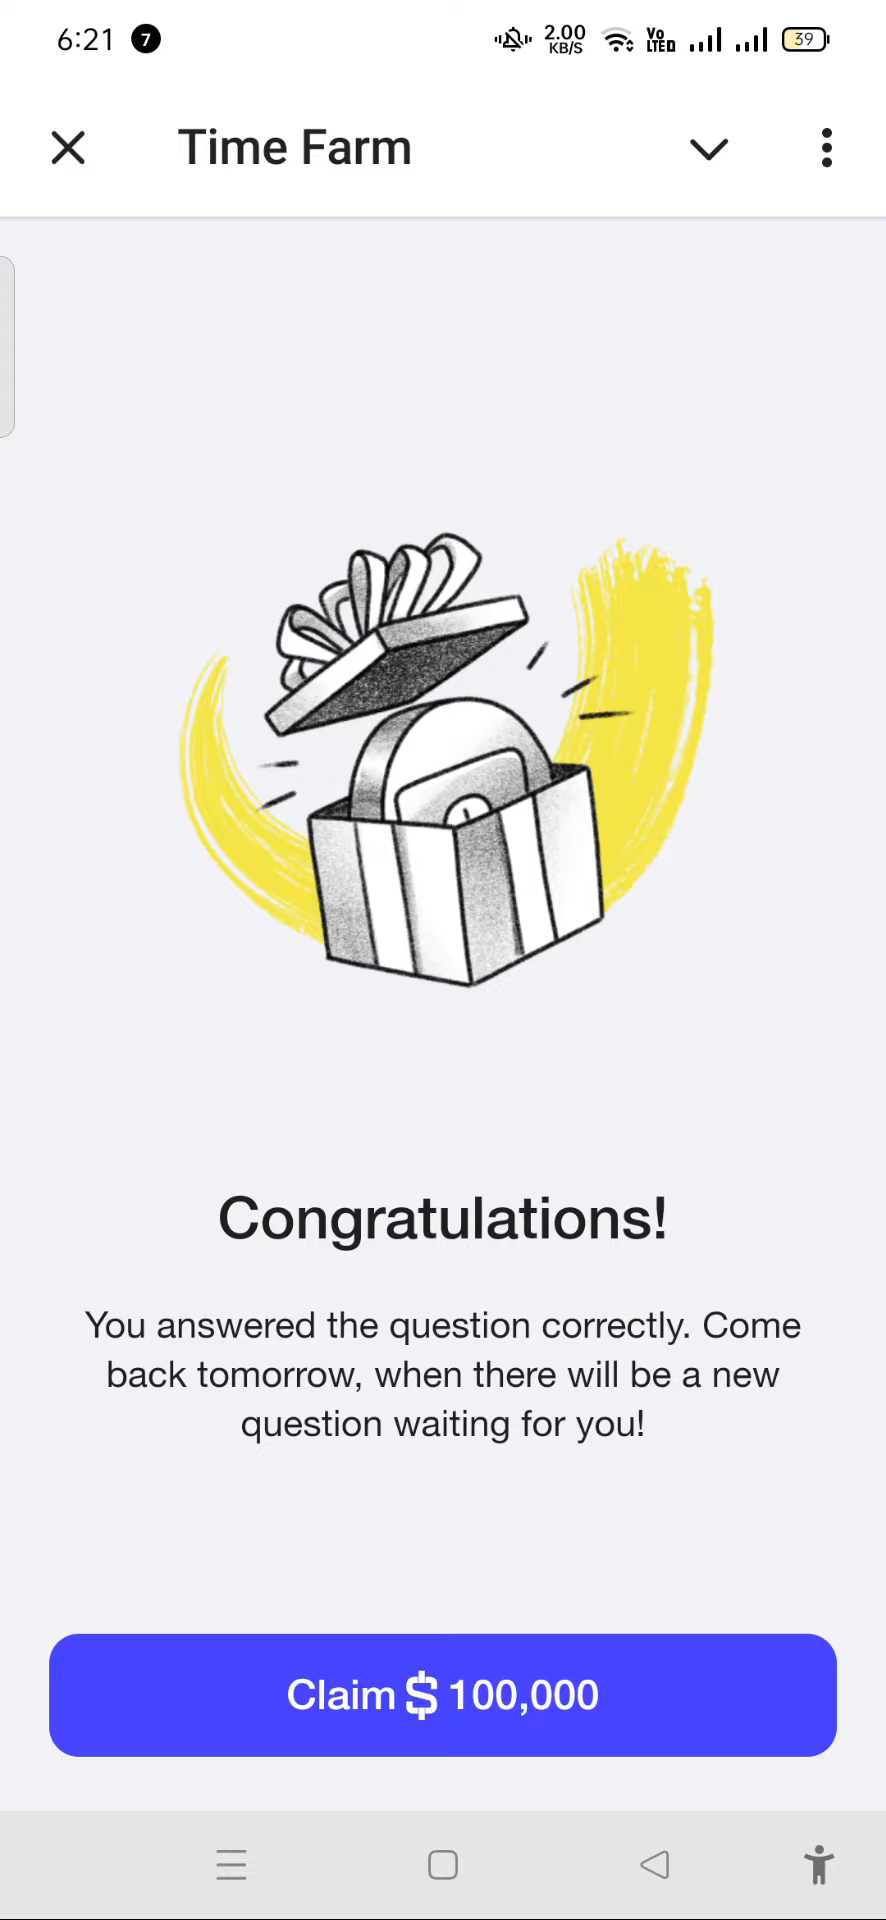 6:21 7 2.00 KB/S Vo LTED 39
Time Farm
Congratulations!
You answered the question correctly. Come
back tomorrow, when there will be a new
question waiting for you!
Claim $ 100,000